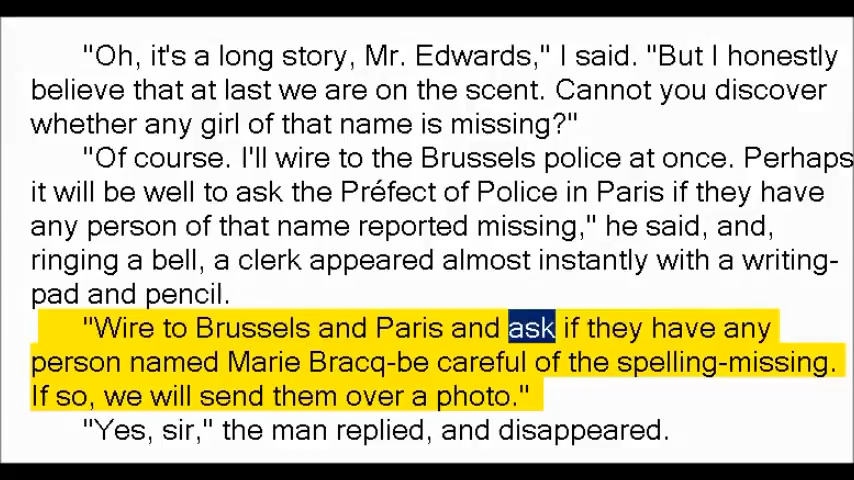 "Oh, it's a long story, Mr. Edwards," I said. "But I honestly
believe that at last we are on the scent. Cannot you discover
whether any girl of that name is missing?"
"Of course. I'll wire to the Brussels police at once. Perhaps
it will be well to ask the Préfect of Police in Paris if they have
any person of that name reported missing," he said, and,
ringing a bell, a clerk appeared almost instantly with a writing-
pad and pencil.
"Wire to Brussels and Paris and ask if they have any
person named Marie Bracq-be careful of the spelling-missing.
If so, we will send them over a photo."
"Yes, sir," the man replied, and disappeared.